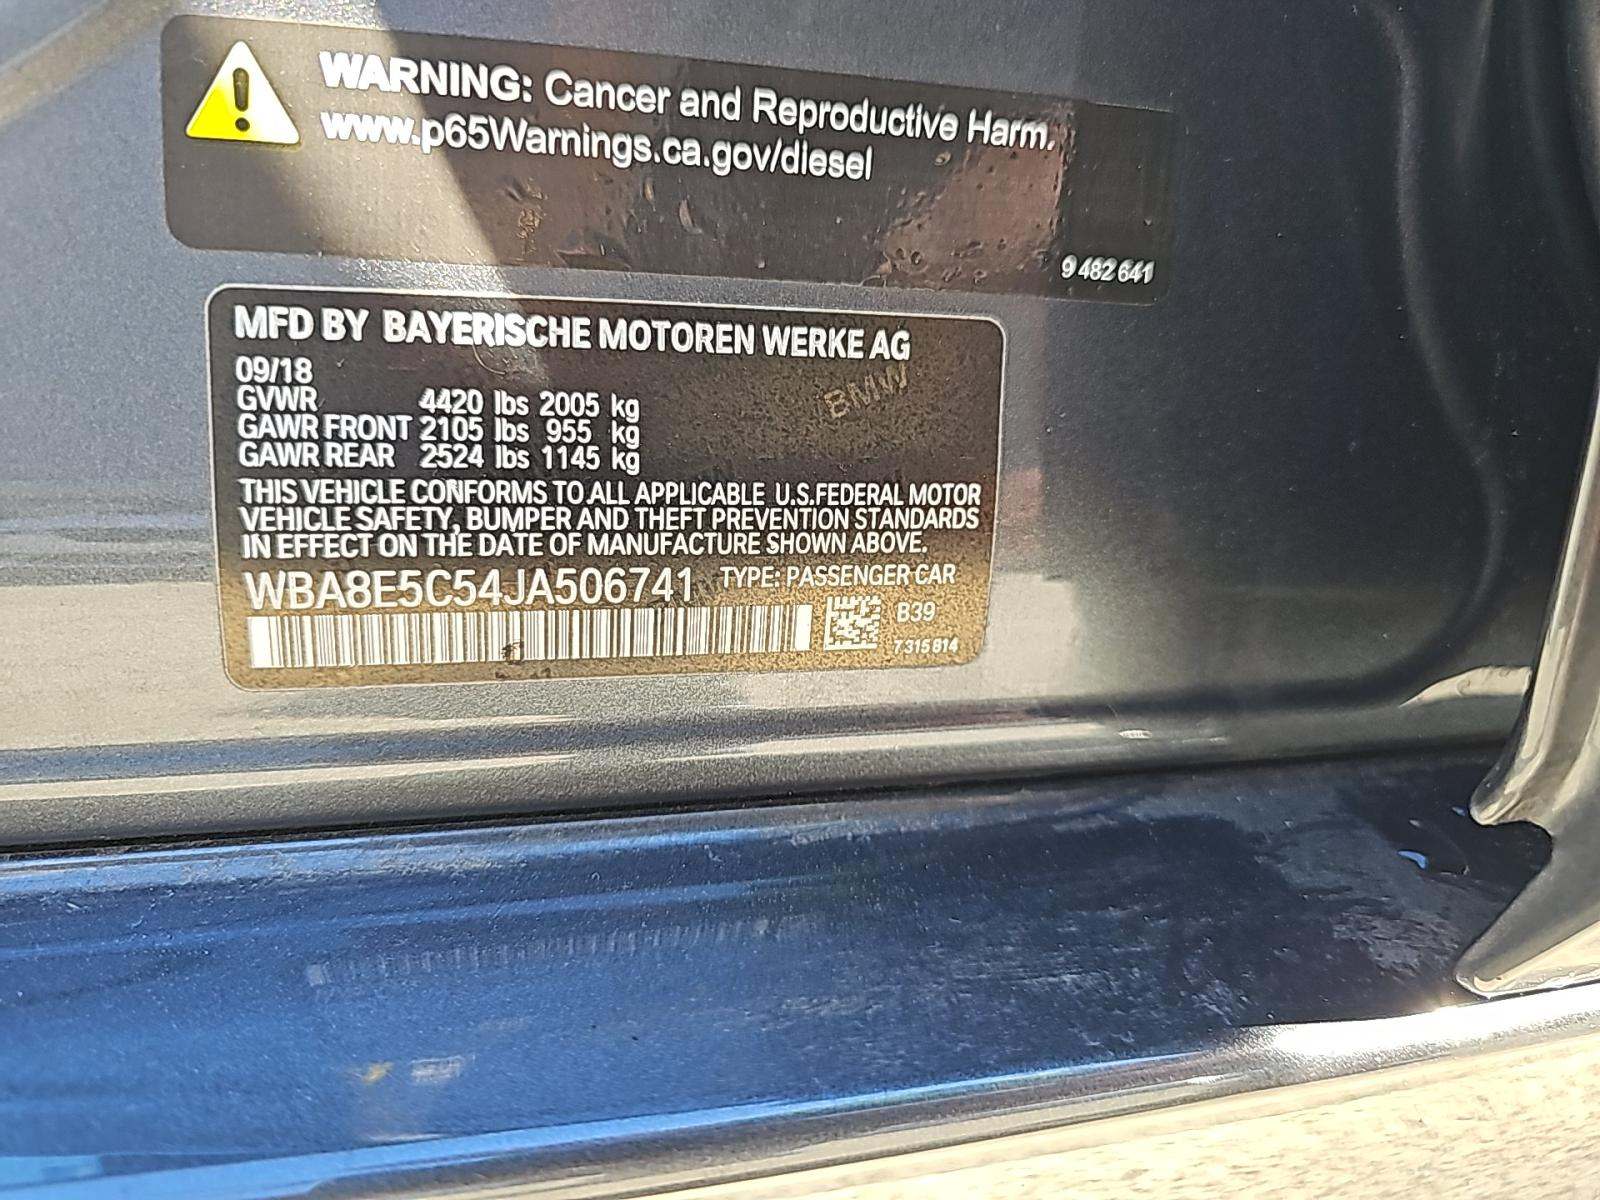 WARNING: Cancer and Reproductive Harm.
www.p65Warnings.ca.gov/diesel
9 482 641
MFD BY BAYERISCHE MOTOREN WERKE AG
09/18
BMW
GVWR 4420 lbs 2005 kg
GAWR FRONT 2105 lbs 955 kg
GAWR REAR 2524 lbs 1145 kg
THIS VEHICLE CONFORMS TO ALL APPLICABLE U.S.FEDERAL MOTOR
VEHICLE SAFETY, BUMPER AND THEFT PREVENTION STANDARDS
IN EFFECT ON THE DATE OF MANUFACTURE SHOWN ABOVE.
WBA8E5C54JA506741 TYPE: PASSENGER CAR
B39
7 315 814